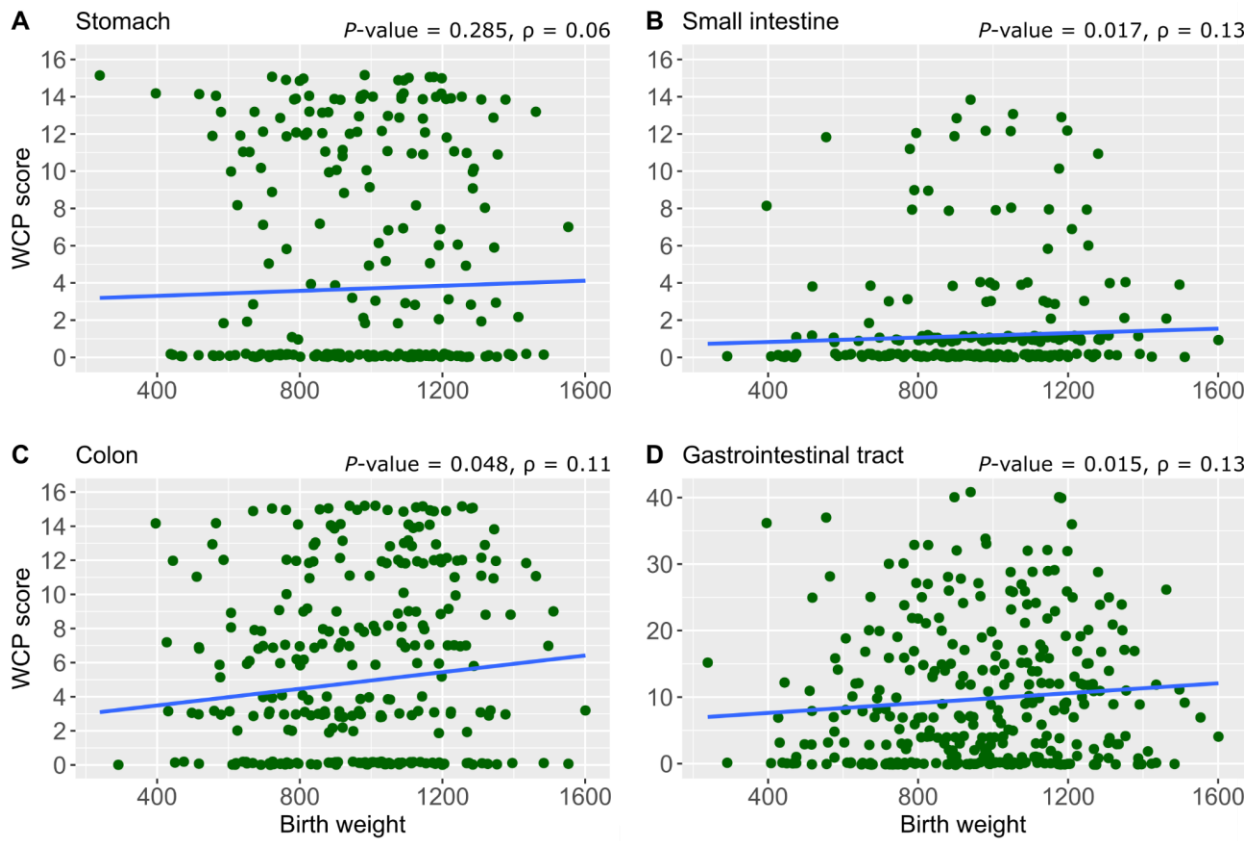 A Stomach
P-value = 0.285, ρ = 0.06
16
14
12
10
8
6
4
2
0
WCP score
400 800 1200 1600
B Small intestine
P-value = 0.017, ρ = 0.13
16
14
12
10
8
6
4
2
0
400 800 1200 1600
C Colon
P-value = 0.048, ρ = 0.11
16
14
12
10
8
6
4
2
0
WCP score
400 800 1200 1600
Birth weight
D Gastrointestinal tract
P-value = 0.015, ρ = 0.13
40
30
20
10
0
400 800 1200 1600
Birth weight